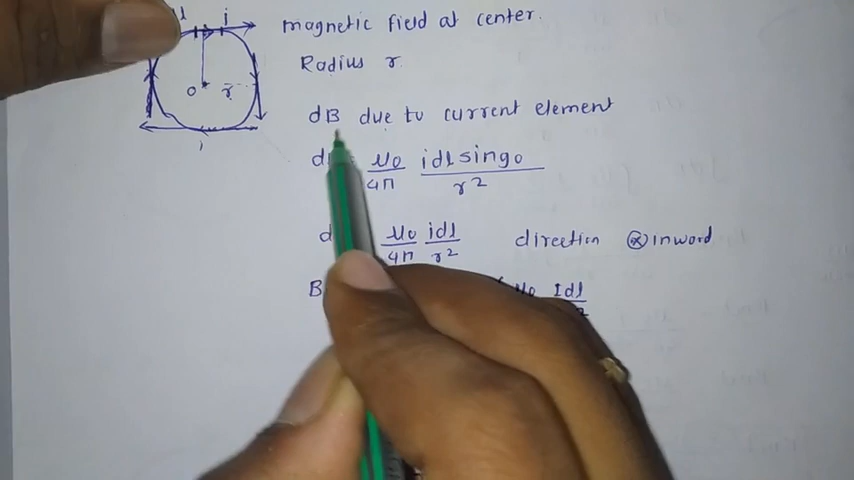 l i magnetic field at center.
o r
Radius r
dB due to current element
d μ0/4π idl sin90/r²
d μ0/4π idl/r² direction ⊗ inword
B μ0 Idl